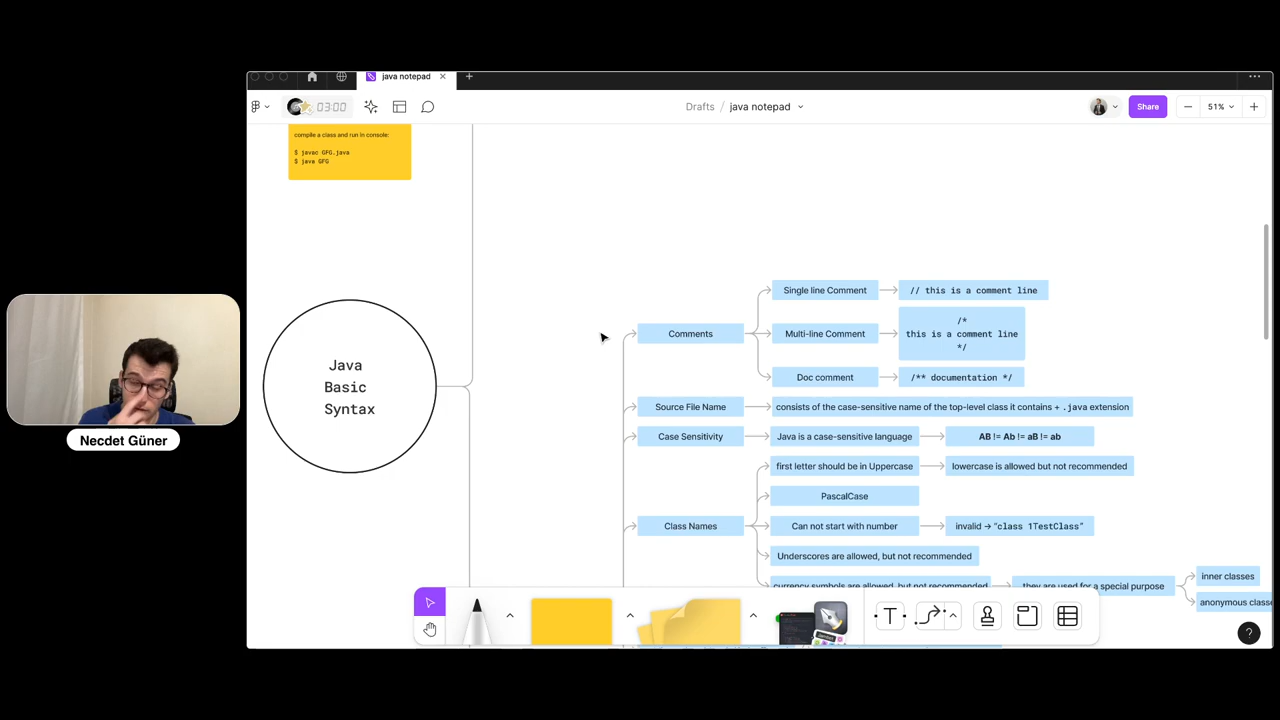 java notepad
03:00
Drafts / java notepad
Share
51%
compile a class and run in console:
$ javac GFG.java
$ java GFG
Java
Basic
Syntax
Comments
Single line Comment
// this is a comment line
Multi-line Comment
/*
this is a comment line
*/
Doc comment
/** documentation */
Source File Name
consists of the case-sensitive name of the top-level class it contains + .java extension
Case Sensitivity
Java is a case-sensitive language
AB != Ab != aB != ab
Class Names
first letter should be in Uppercase
lowercase is allowed but not recommended
PascalCase
Can not start with number
invalid → "class 1TestClass"
Underscores are allowed, but not recommended
currency symbols are allowed, but not recommended
they are used for a special purpose
inner classes
anonymous classe
Necdet Güner
T
?